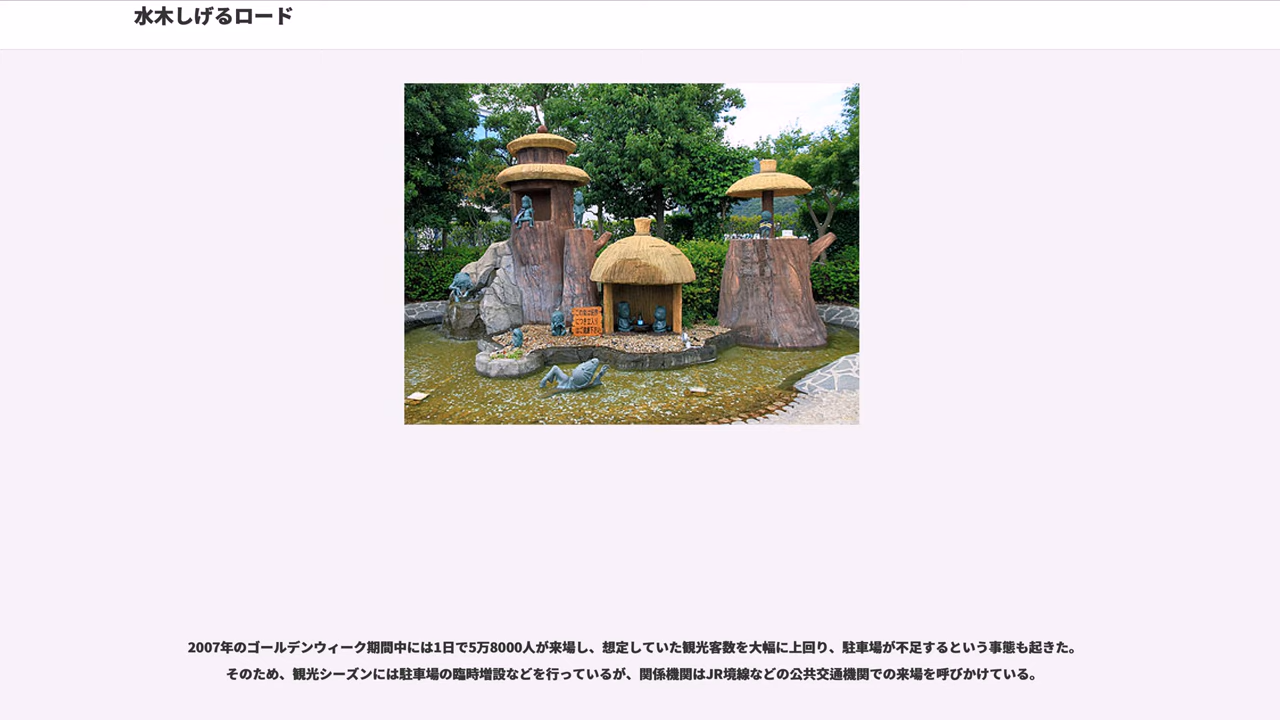 水木しげるロード
2007年のゴールデンウィーク期間中には1日で5万8000人が来場し、想定していた観光客数を大幅に上回り、駐車場が不足するという事態も起きた。
そのため、観光シーズンには駐車場の臨時増設などを行っているが、関係機関はJR境線などの公共交通機関での来場を呼びかけている。